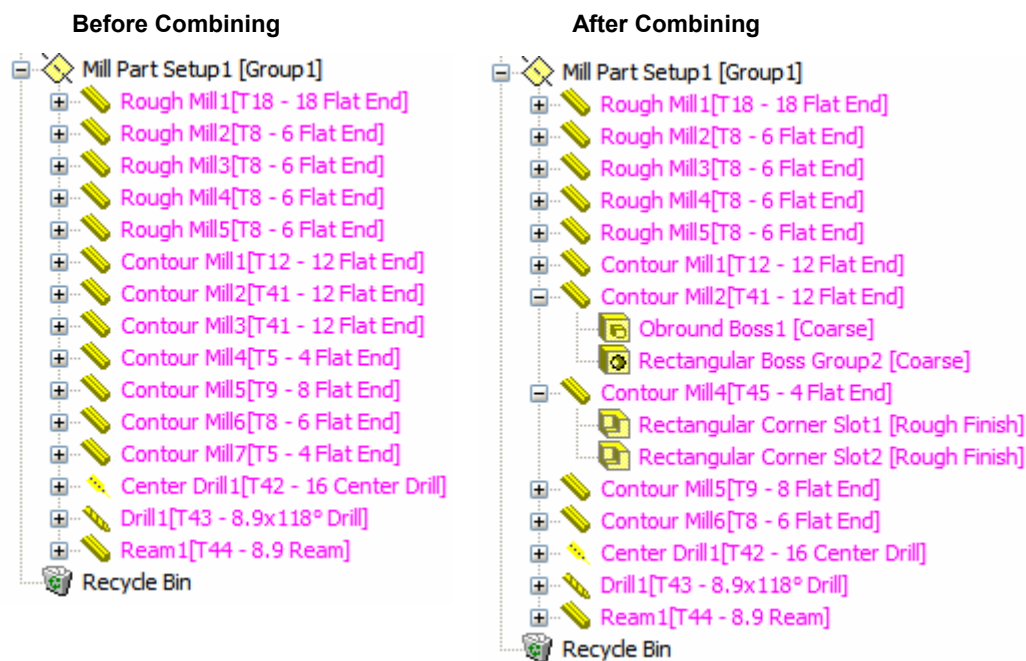 Before Combining
Mill Part Setup1 [Group1]
Rough Mill1[T18 - 18 Flat End]
Rough Mill2[T8 - 6 Flat End]
Rough Mill3[T8 - 6 Flat End]
Rough Mill4[T8 - 6 Flat End]
Rough Mill5[T8 - 6 Flat End]
Contour Mill1[T12 - 12 Flat End]
Contour Mill2[T41 - 12 Flat End]
Contour Mill3[T41 - 12 Flat End]
Contour Mill4[T5 - 4 Flat End]
Contour Mill5[T9 - 8 Flat End]
Contour Mill6[T8 - 6 Flat End]
Contour Mill7[T5 - 4 Flat End]
Center Drill1[T42 - 16 Center Drill]
Drill1[T43 - 8.9x118° Drill]
Ream1[T44 - 8.9 Ream]
Recycle Bin
After Combining
Mill Part Setup1 [Group1]
Rough Mill1[T18 - 18 Flat End]
Rough Mill2[T8 - 6 Flat End]
Rough Mill3[T8 - 6 Flat End]
Rough Mill4[T8 - 6 Flat End]
Rough Mill5[T8 - 6 Flat End]
Contour Mill1[T12 - 12 Flat End]
Contour Mill2[T41 - 12 Flat End]
Obround Boss1 [Coarse]
Rectangular Boss Group2 [Coarse]
Contour Mill4[T45 - 4 Flat End]
Rectangular Corner Slot1 [Rough Finish]
Rectangular Corner Slot2 [Rough Finish]
Contour Mill5[T9 - 8 Flat End]
Contour Mill6[T8 - 6 Flat End]
Center Drill1[T42 - 16 Center Drill]
Drill1[T43 - 8.9x118° Drill]
Ream1[T44 - 8.9 Ream]
Recycle Bin